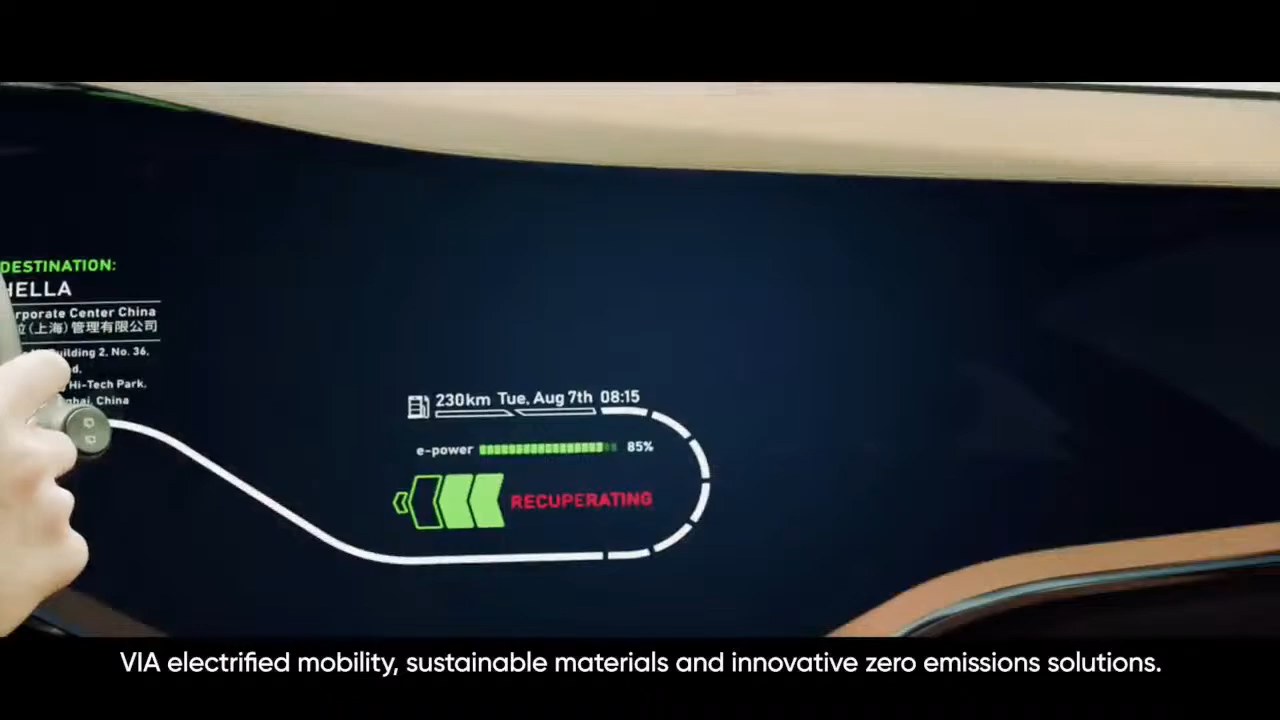 DESTINATION:
HELLA
rporate Center China
(上海)管理有限公司
Building 2, No. 36,
Hi-Tech Park,
China
230km Tue, Aug 7th 08:15
e-power 85%
RECUPERATING
VIA electrified mobility, sustainable materials and innovative zero emissions solutions.